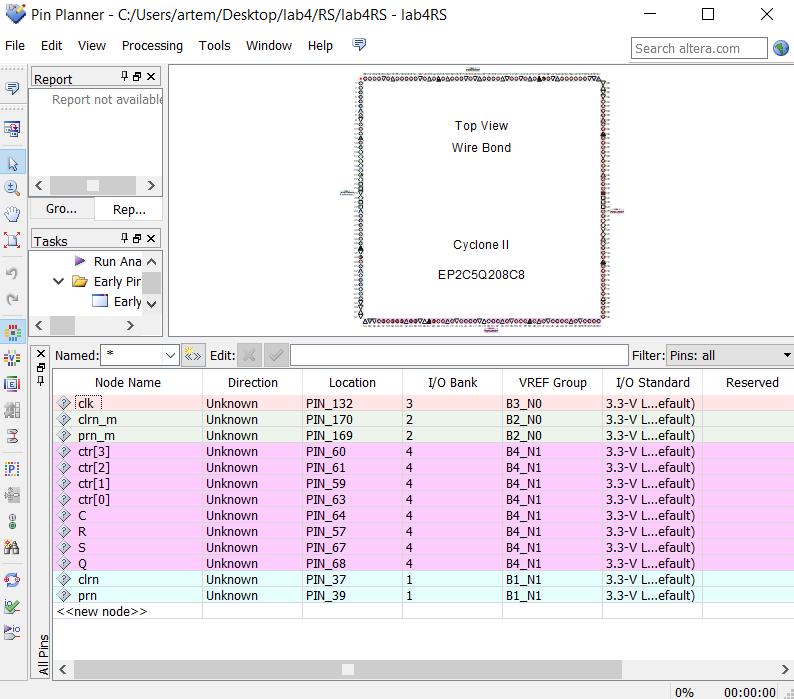 Pin Planner - C:/Users/artem/Desktop/lab4/RS/lab4RS - lab4RS
File Edit View Processing Tools Window Help
Search altera.com
Report
Report not available
Gro... Rep...
Tasks
Run Ana
Early Pin
Early
Top View
Wire Bond
Cyclone II
EP2C5Q208C8
Named: * Edit: Filter: Pins: all
Node Name Direction Location I/O Bank VREF Group I/O Standard Reserved
clk Unknown PIN_132 3 B3_N0 3.3-V L...efault)
clrn_m Unknown PIN_170 2 B2_N0 3.3-V L...efault)
prn_m Unknown PIN_169 2 B2_N0 3.3-V L...efault)
ctr[3] Unknown PIN_60 4 B4_N1 3.3-V L...efault)
ctr[2] Unknown PIN_61 4 B4_N1 3.3-V L...efault)
ctr[1] Unknown PIN_59 4 B4_N1 3.3-V L...efault)
ctr[0] Unknown PIN_63 4 B4_N1 3.3-V L...efault)
C Unknown PIN_64 4 B4_N1 3.3-V L...efault)
R Unknown PIN_57 4 B4_N1 3.3-V L...efault)
S Unknown PIN_67 4 B4_N1 3.3-V L...efault)
Q Unknown PIN_68 4 B4_N1 3.3-V L...efault)
clrn Unknown PIN_37 1 B1_N1 3.3-V L...efault)
prn Unknown PIN_39 1 B1_N1 3.3-V L...efault)
<<new node>>
All Pins
0% 00:00:00